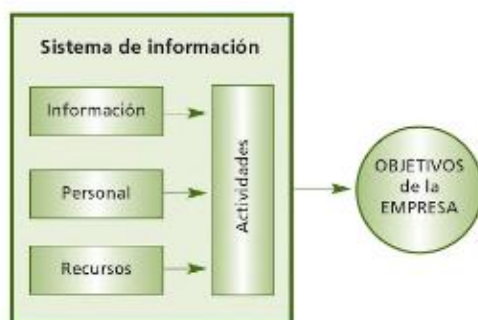 Sistema de información
Información
Personal
Recursos
Actividades
OBJETIVOS
de la
EMPRESA